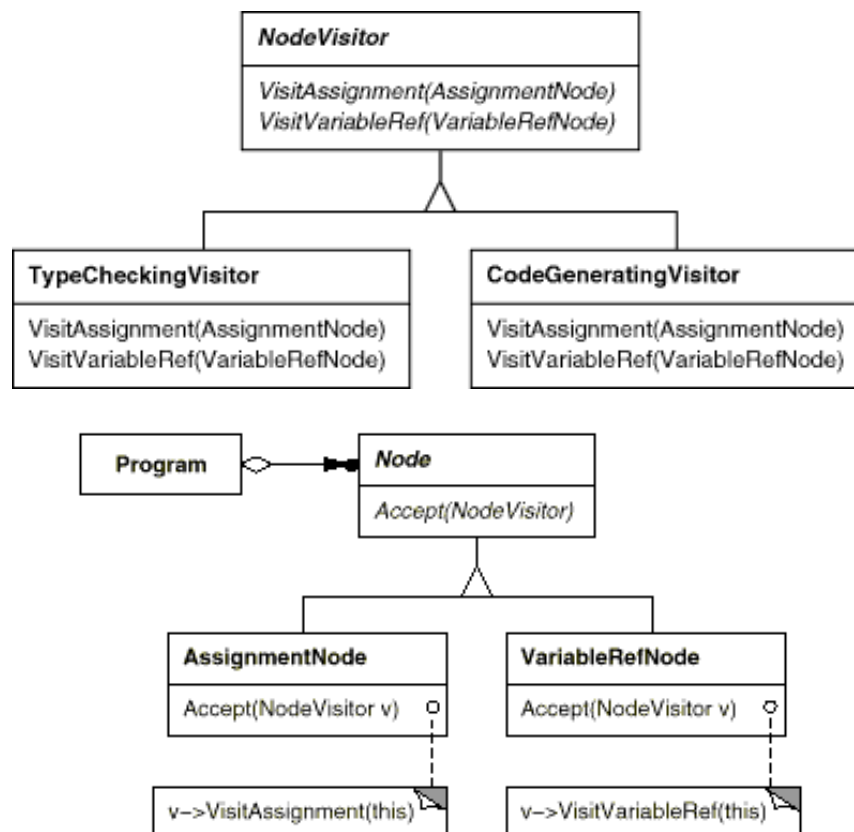 NodeVisitor
VisitAssignment(AssignmentNode)
VisitVariableRef(VariableRefNode)
TypeCheckingVisitor
VisitAssignment(AssignmentNode)
VisitVariableRef(VariableRefNode)
CodeGeneratingVisitor
VisitAssignment(AssignmentNode)
VisitVariableRef(VariableRefNode)
Program
Node
Accept(NodeVisitor)
AssignmentNode
Accept(NodeVisitor v)
VariableRefNode
Accept(NodeVisitor v)
v->VisitAssignment(this)
v->VisitVariableRef(this)